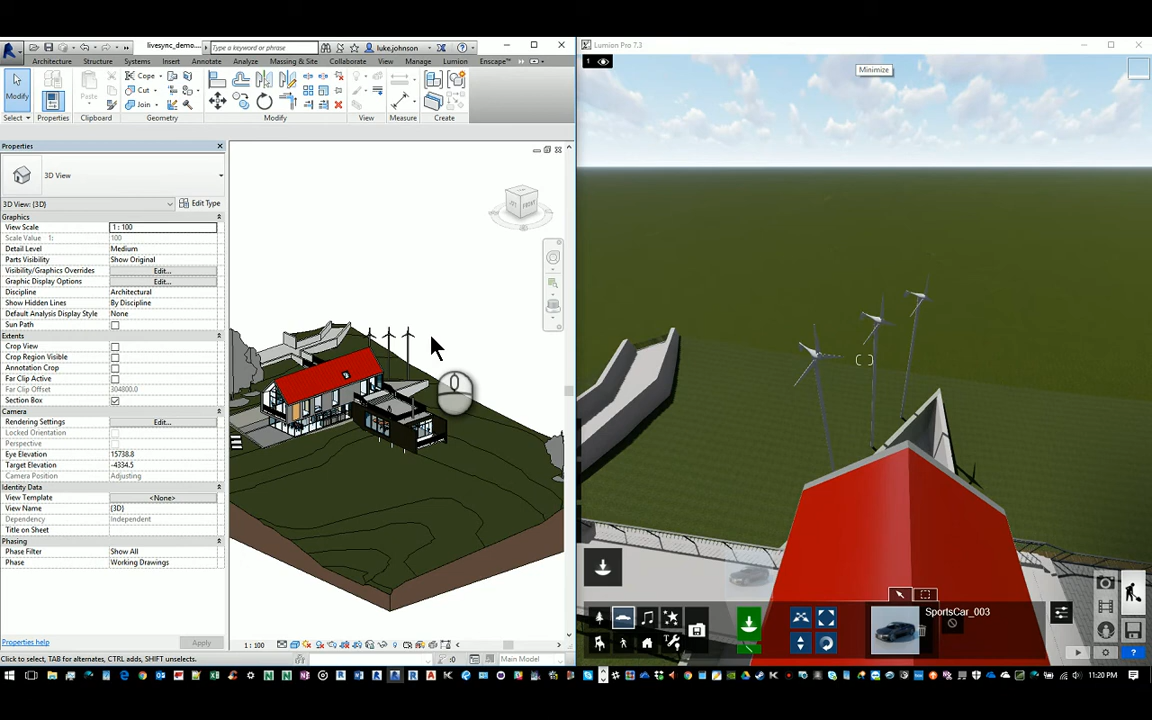 livesync_demo...
Type a keyword or phrase
luke.johnson
Lumion Pro 7.3
Architecture Structure Systems Insert Annotate Analyze Massing & Site Collaborate View Manage Lumion Enscape™
1
Minimize
Modify
Properties
Paste
Cope
Cut
Join
Select Properties Clipboard Geometry Modify View Measure Create
Properties
3D View
3D View: {3D}
Edit Type
Graphics
View Scale 1 : 100
Scale Value 1: 100
Detail Level Medium
Parts Visibility Show Original
Visibility/Graphics Overrides Edit...
Graphic Display Options Edit...
Discipline Architectural
Show Hidden Lines By Discipline
Default Analysis Display Style None
Sun Path
Extents
Crop View
Crop Region Visible
Annotation Crop
Far Clip Active
Far Clip Offset 304800.0
Section Box
Camera
Rendering Settings Edit...
Locked Orientation
Perspective
Eye Elevation 15738.8
Target Elevation -4334.5
Camera Position Adjusting
Identity Data
View Template <None>
View Name {3D}
Dependency Independent
Title on Sheet
Phasing
Phase Filter Show All
Phase Working Drawings
FRONT
SportsCar_003
Properties help
Apply
1 : 100
Click to select, TAB for alternates, CTRL adds, SHIFT unselects.
:0
Main Model
11:20 PM